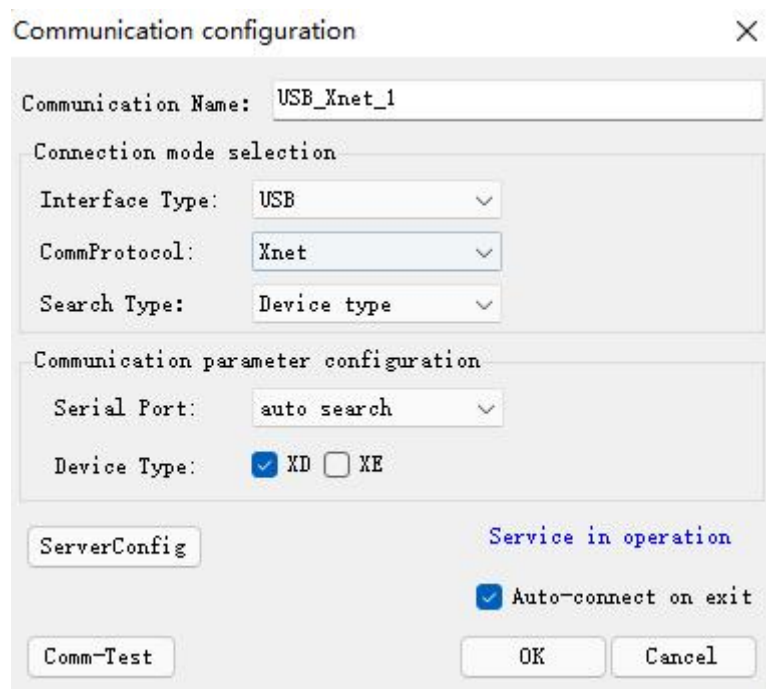 Communication configuration
Communication Name: USB_Xnet_1
Connection mode selection
Interface Type: USB
CommProtocol: Xnet
Search Type: Device type
Communication parameter configuration
Serial Port: auto search
Device Type: XD XE
ServerConfig Service in operation
Auto-connect on exit
Comm-Test OK Cancel